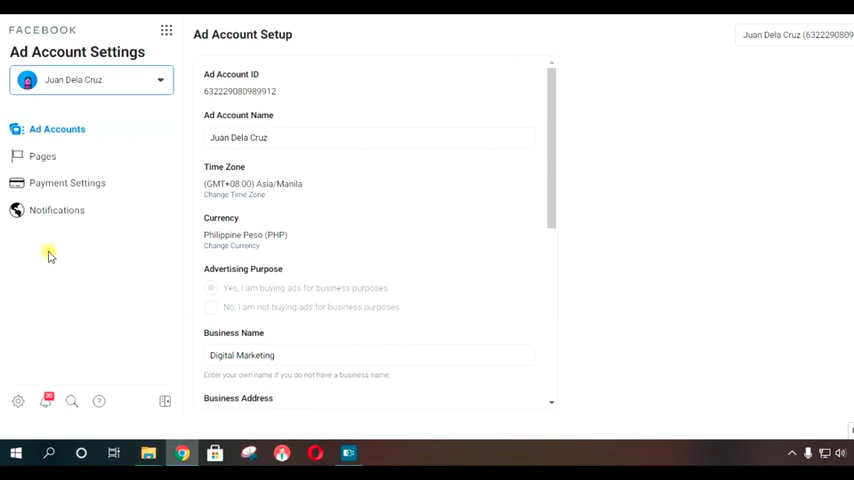 FACEBOOK
Ad Account Settings
Juan Dela Cruz
Ad Accounts
Pages
Payment Settings
Notifications
Ad Account Setup
Juan Dela Cruz (6322290809
Ad Account ID
632229080989912
Ad Account Name
Juan Dela Cruz
Time Zone
(GMT+08:00) Asia/Manila
Change Time Zone
Currency
Philippine Peso (PHP)
Change Currency
Advertising Purpose
Yes, I am buying ads for business purposes
No, I am not buying ads for business purposes
Business Name
Digital Marketing
Enter your own name if you do not have a business name.
Business Address